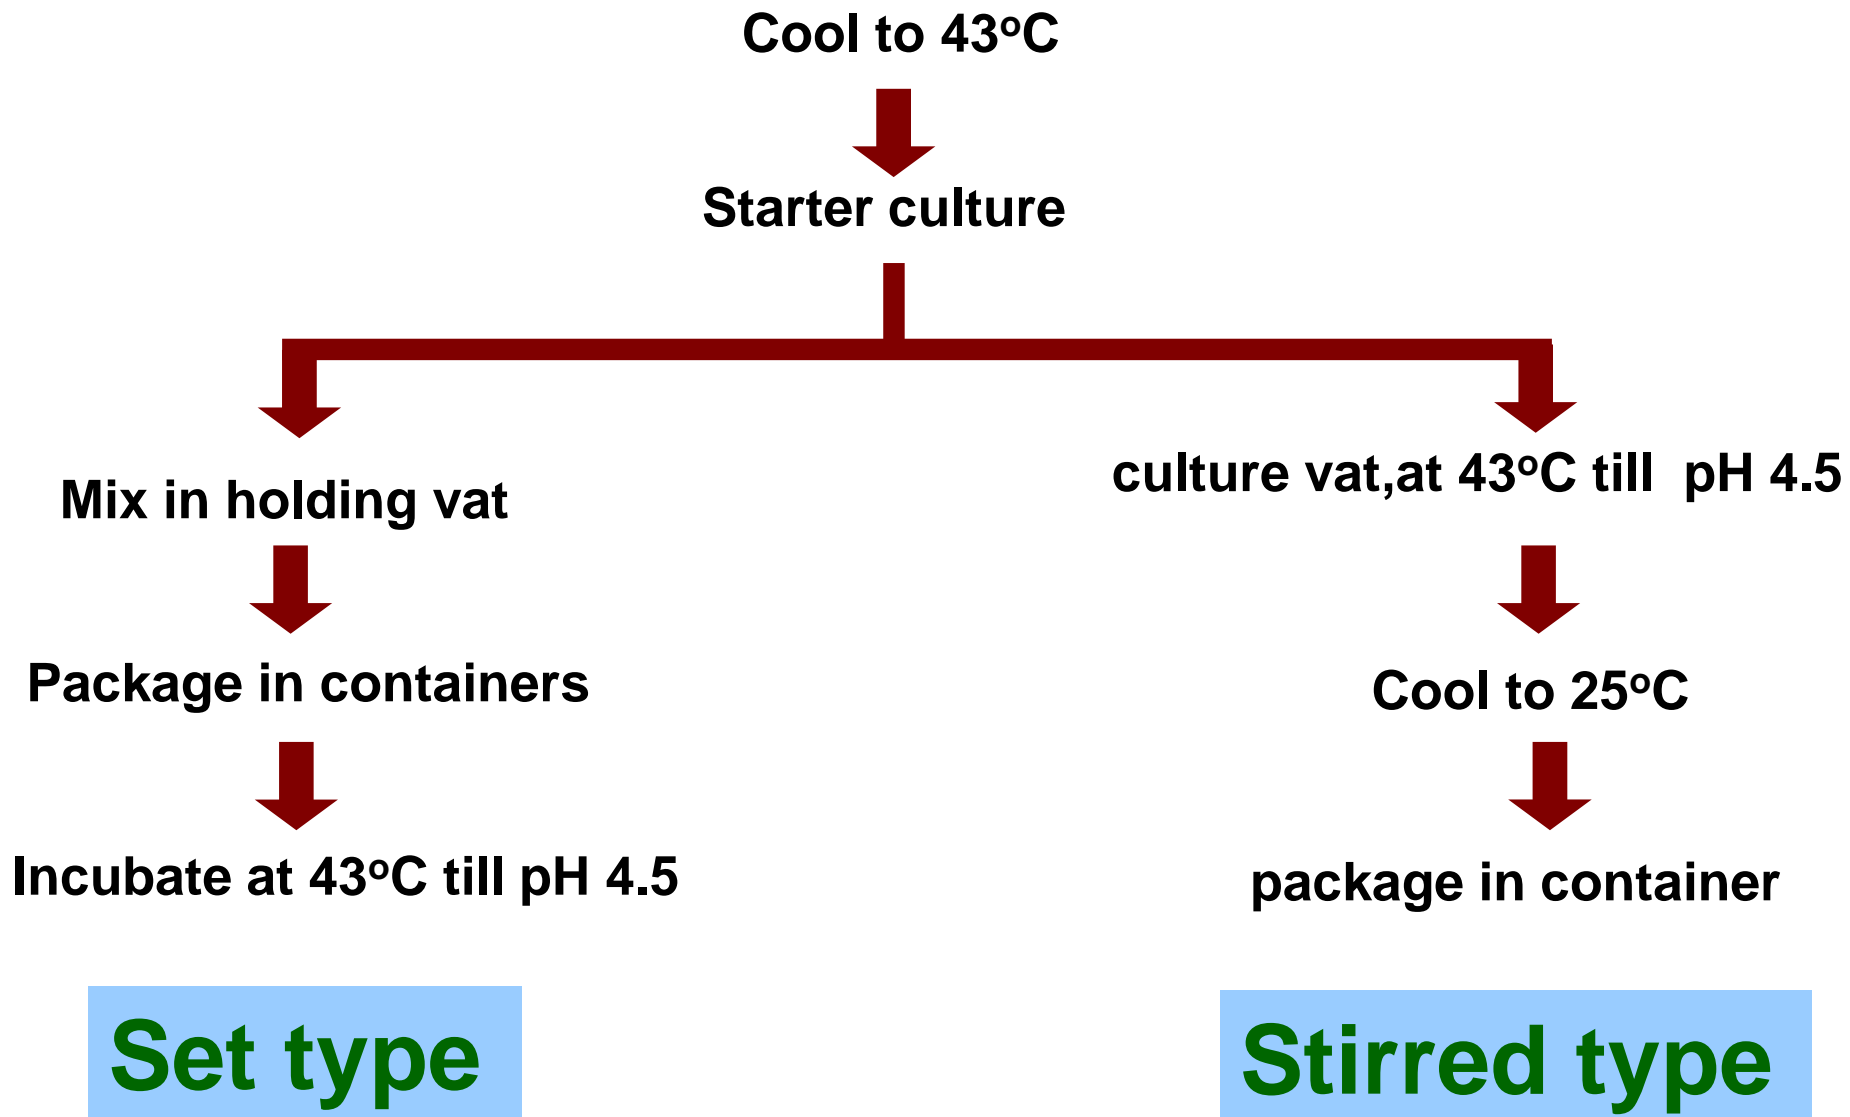 Cool to 43ºC
Starter culture
Mix in holding vat
Package in containers
Incubate at 43ºC till pH 4.5
Set type
culture vat,at 43ºC till  pH 4.5
Cool to 25ºC
package in container
Stirred type